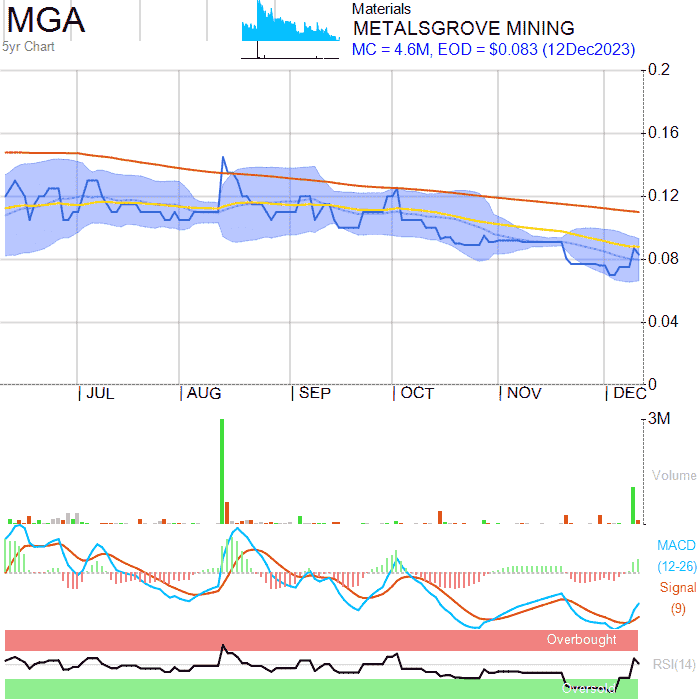 MGA
5yr Chart
Materials
METALSGROVE MINING
MC = 4.6M, EOD = $0.083 (12Dec2023)
0.2
0.16
0.12
0.08
0.04
0
JUL AUG SEP OCT NOV DEC
3M
Volume
MACD
(12-26)
Signal
(9)
Overbought
RSI(14)
Oversold